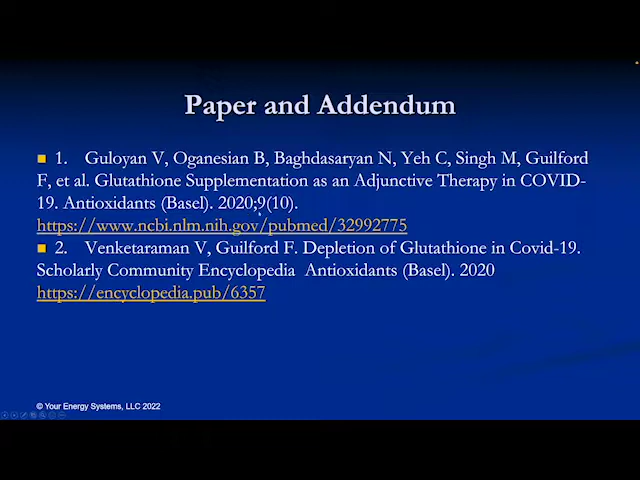 Paper and Addendum
1. Guloyan V, Oganesian B, Baghdasaryan N, Yeh C, Singh M, Guilford
F, et al. Glutathione Supplementation as an Adjunctive Therapy in COVID-
19. Antioxidants (Basel). 2020;9(10).
https://www.ncbi.nlm.nih.gov/pubmed/32992775
2. Venketaraman V, Guilford F. Depletion of Glutathione in Covid-19.
Scholarly Community Encyclopedia Antioxidants (Basel). 2020
https://encyclopedia.pub/6357
© Your Energy Systems, LLC 2022